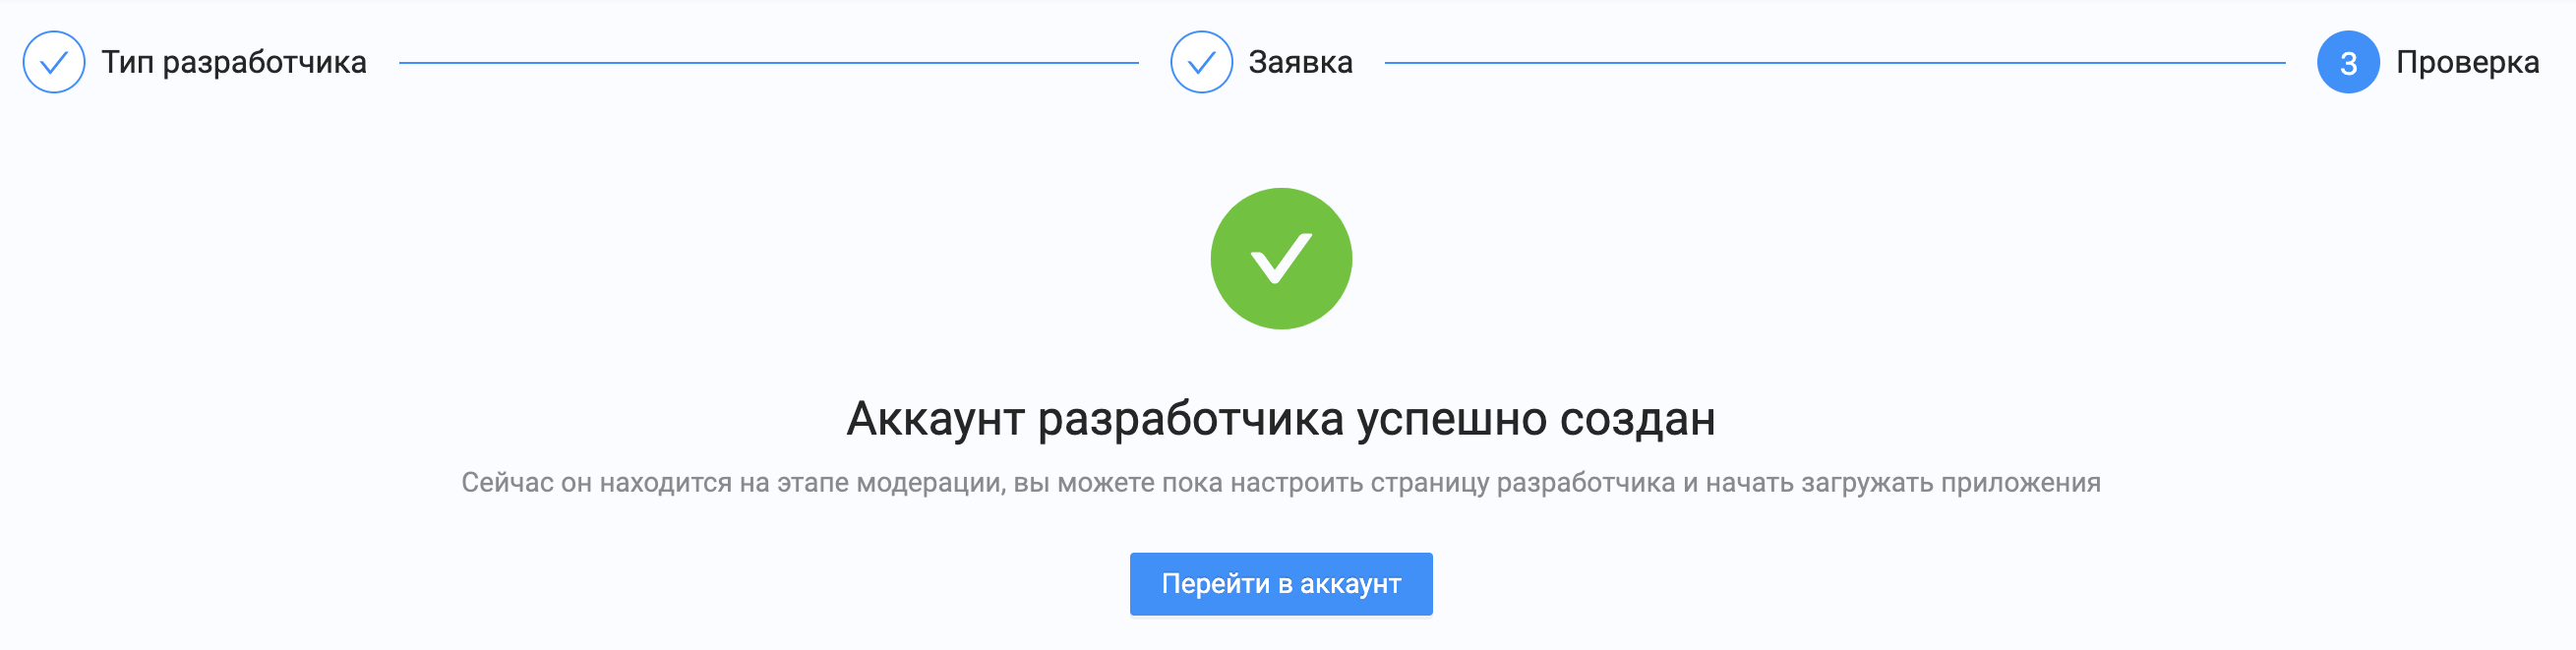 Тип разработчика
Заявка
3 Проверка
Аккаунт разработчика успешно создан
Сейчас он находится на этапе модерации, вы можете пока настроить страницу разработчика и начать загружать приложения
Перейти в аккаунт